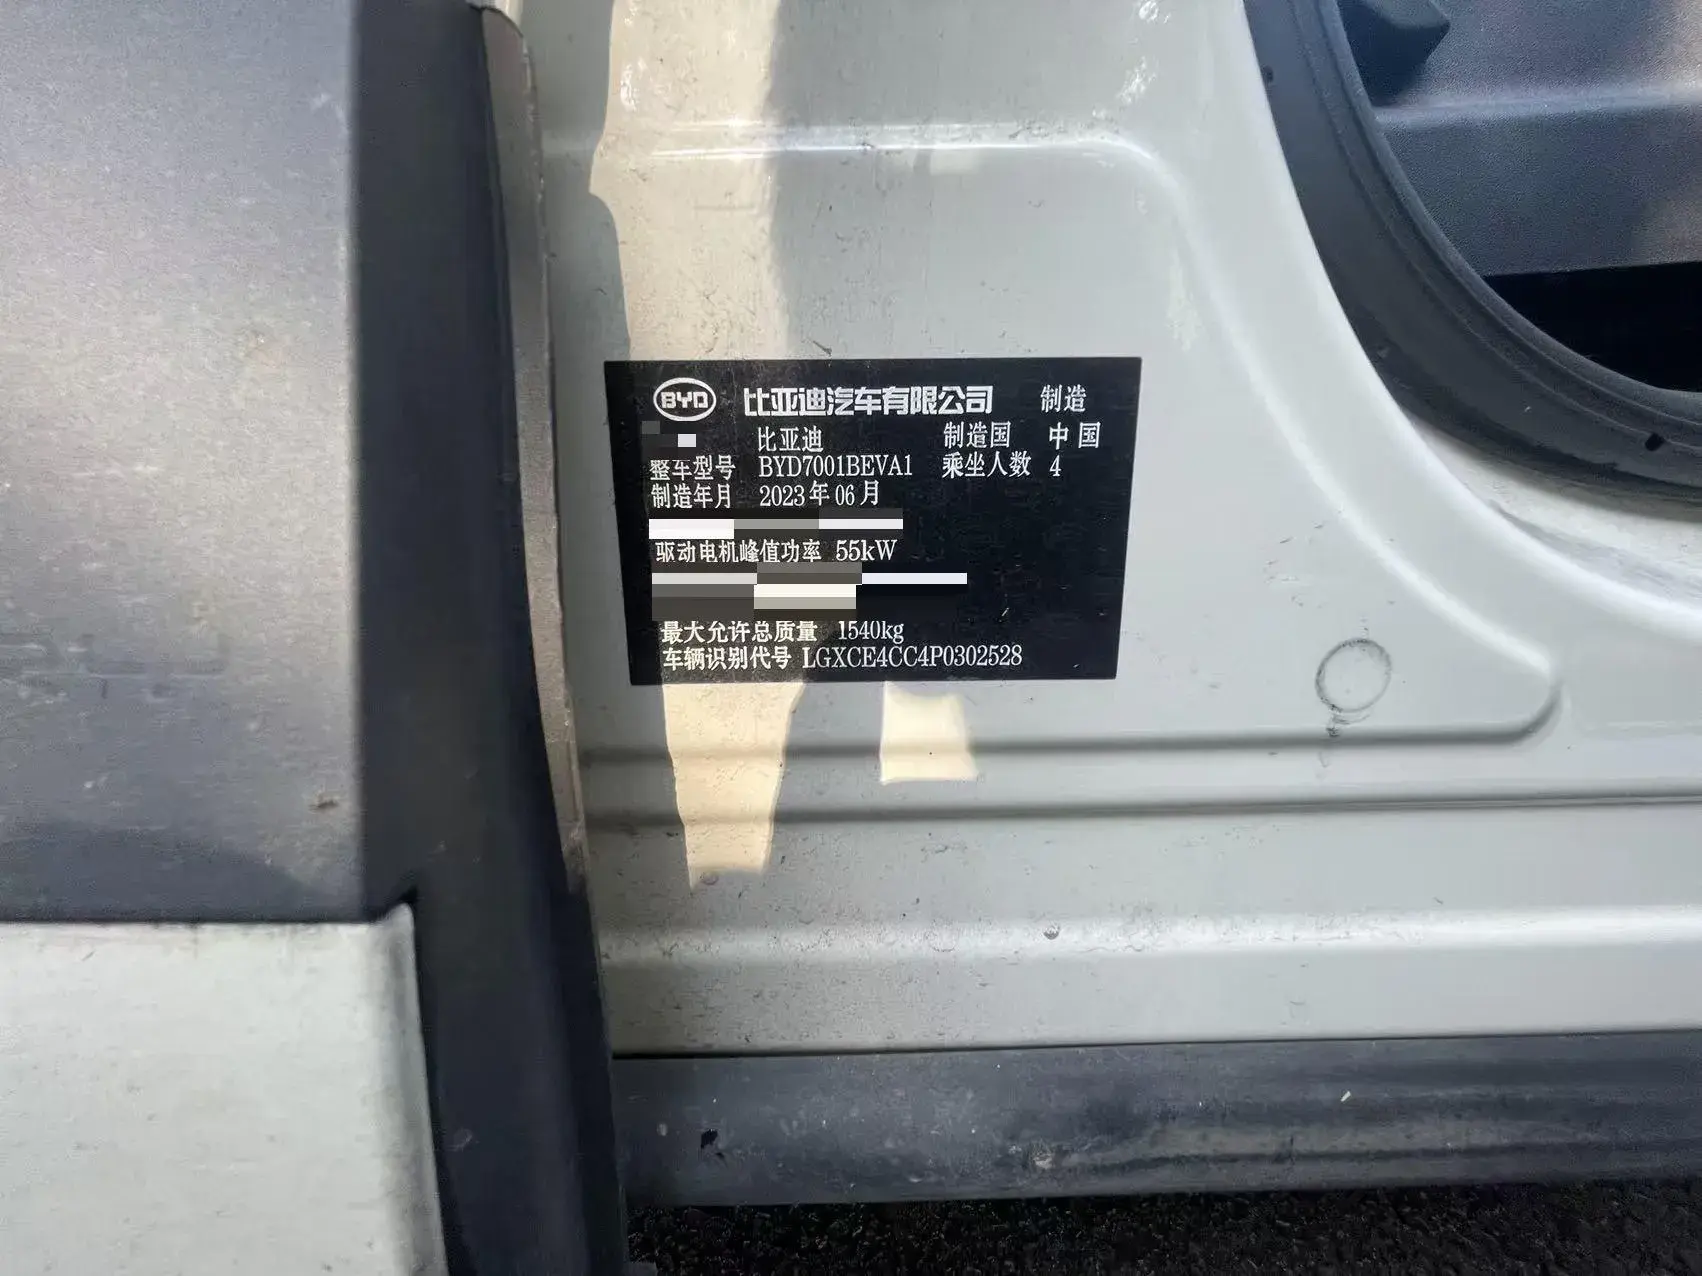 BYD 比亚迪汽车有限公司 制造
比亚迪 制造国 中国
整车型号 BYD7001BEVA1 乘坐人数 4
制造年月 2023年06月
驱动电机峰值功率 55kW
最大允许总质量 1540kg
车辆识别代号 LGXCE4CC4P0302528